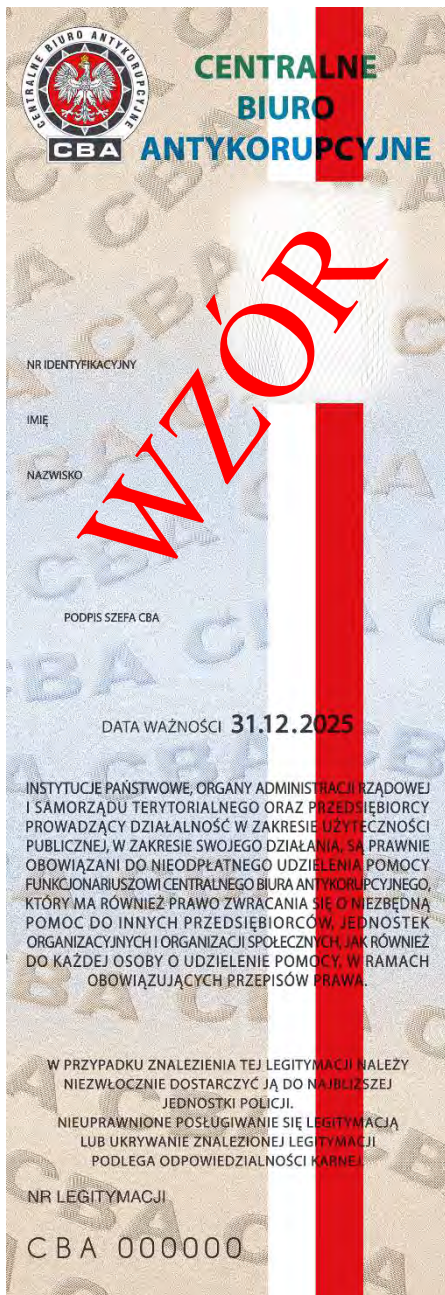 CENTRALNE BIURO ANTYKORUPCYJNE
CBA
CENTRALNE
BIURO
ANTYKORUPCYJNE
WZÓR
NR IDENTYFIKACYJNY
IMIĘ
NAZWISKO
PODPIS SZEFA CBA
DATA WAŻNOŚCI 31.12.2025
INSTYTUCJE PAŃSTWOWE, ORGANY ADMINISTRACJI RZĄDOWEJ
I SAMORZĄDU TERYTORIALNEGO ORAZ PRZEDSIĘBIORCY
PROWADZĄCY DZIAŁALNOŚĆ W ZAKRESIE UŻYTECZNOŚCI
PUBLICZNEJ, W ZAKRESIE SWOJEGO DZIAŁANIA, SĄ PRAWNIE
OBOWIĄZANI DO NIEODPŁATNEGO UDZIELENIA POMOCY
FUNKCJONARIUSZOWI CENTRALNEGO BIURA ANTYKORUPCYJNEGO,
KTÓRY MA RÓWNIEŻ PRAWO ZWRACANIA SIĘ O NIEZBĘDNĄ
POMOC DO INNYCH PRZEDSIĘBIORCÓW, JEDNOSTEK
ORGANIZACYJNYCH I ORGANIZACJI SPOŁECZNYCH, JAK RÓWNIEŻ
DO KAŻDEJ OSOBY O UDZIELENIE POMOCY, W RAMACH
OBOWIĄZUJĄCYCH PRZEPISÓW PRAWA.
W PRZYPADKU ZNALEZIENIA TEJ LEGITYMACJI NALEŻY
NIEZWŁOCZNIE DOSTARCZYĆ JĄ DO NAJBLIŻSZEJ
JEDNOSTKI POLICJI.
NIEUPRAWNIONE POSŁUGIWANIE SIĘ LEGITYMACJĄ
LUB UKRYWANIE ZNALEZIONEJ LEGITYMACJI
PODLEGA ODPOWIEDZIALNOŚCI KARNEJ.
NR LEGITYMACJI
CBA 000000